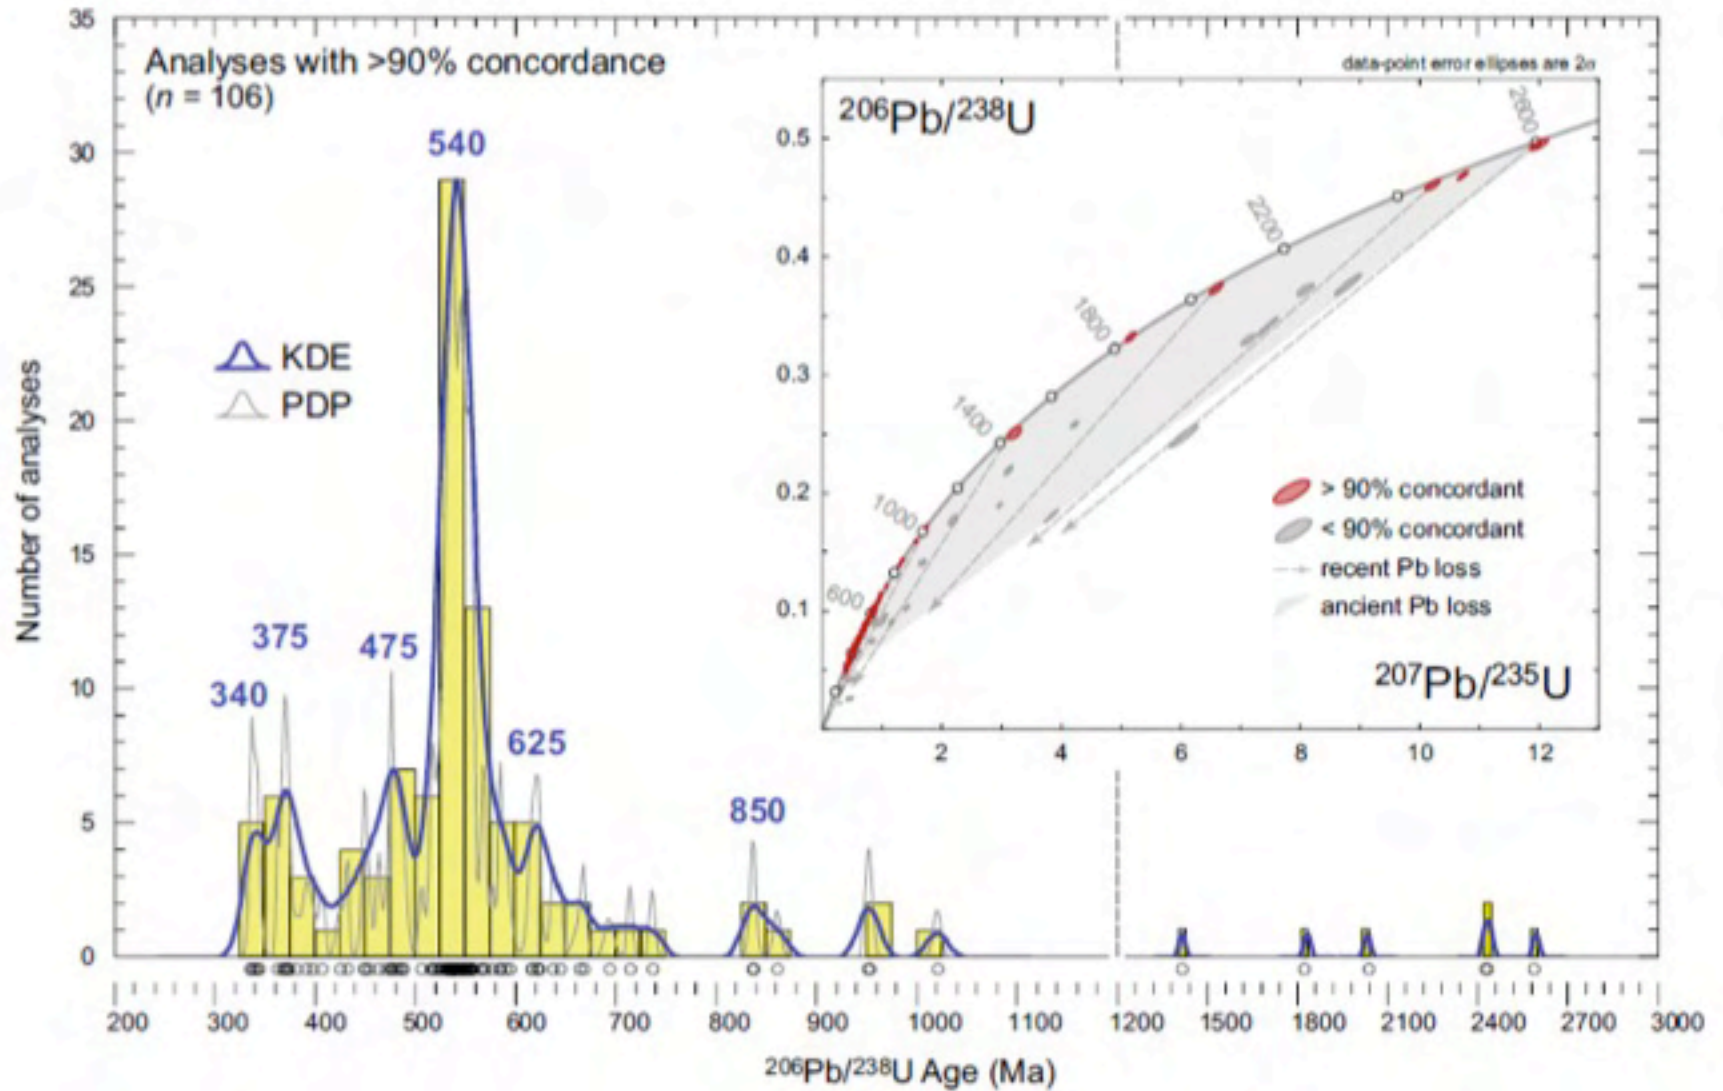 35
30
25
20
15
10
5
0
Number of analyses
Analyses with >90% concordance
(n = 106)
540
KDE
PDP
375
340
475
625
850
data-point error ellipses are 2σ
²⁰⁶Pb/²³⁸U
0.5
0.4
0.3
0.2
0.1
2600
2200
1800
1400
1000
600
> 90% concordant
< 90% concordant
recent Pb loss
ancient Pb loss
²⁰⁷Pb/²³⁵U
2 4 6 8 10 12
200 300 400 500 600 700 800 900 1000 1100 1200 1500 1800 2100 2400 2700 3000
²⁰⁶Pb/²³⁸U Age (Ma)